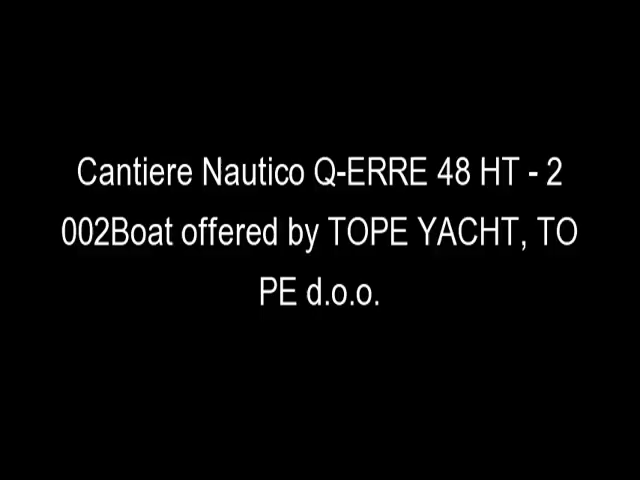 Cantiere Nautico Q-ERRE 48 HT - 2
002Boat offered by TOPE YACHT, TO
PE d.o.o.